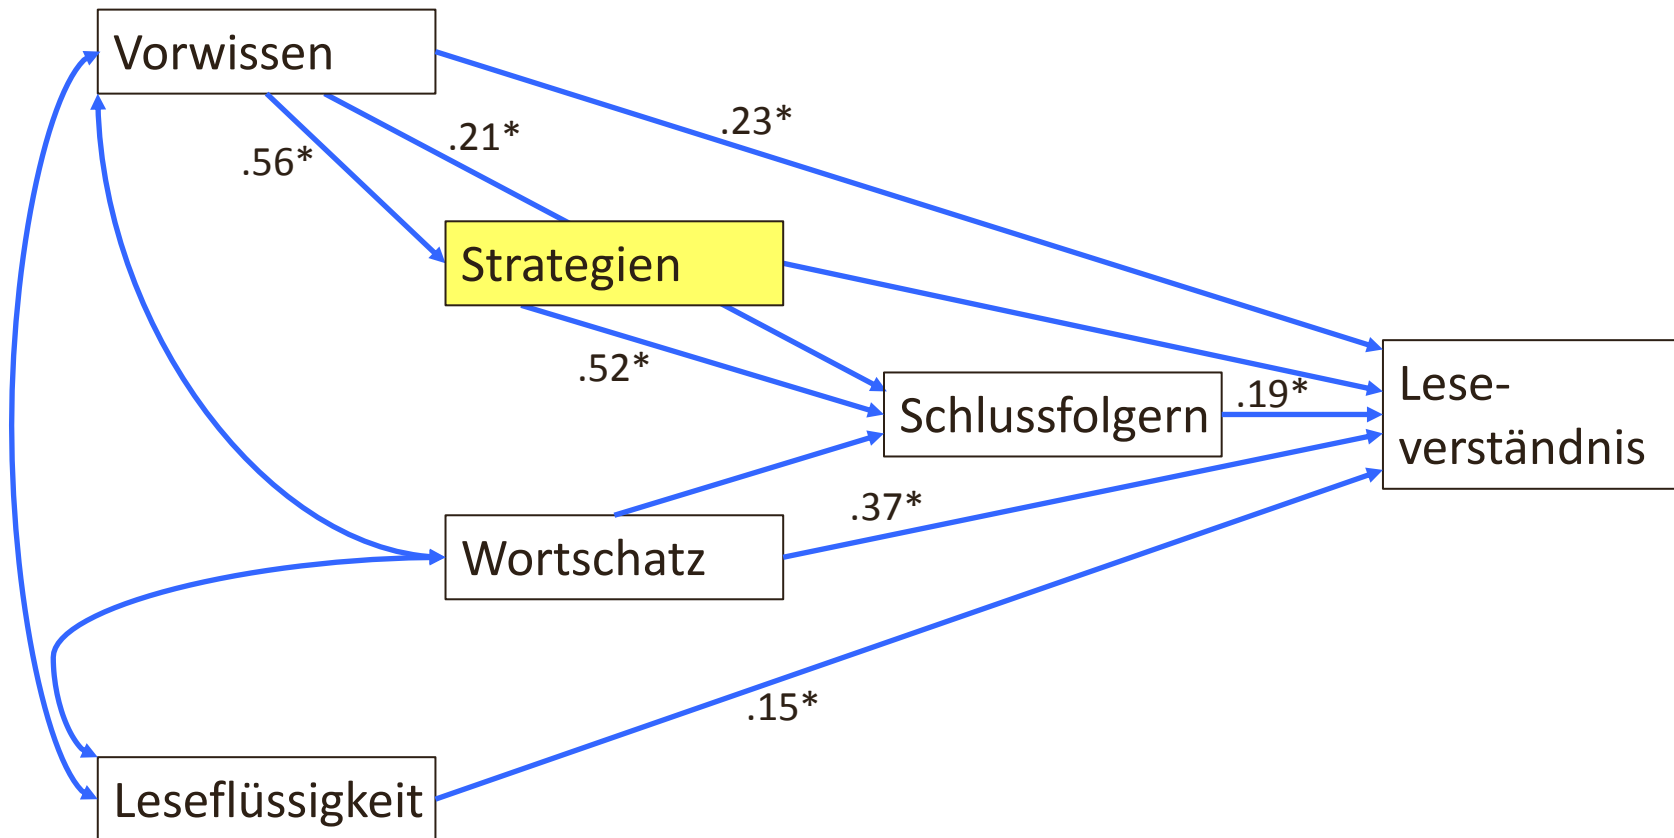 Vorwissen
.23*
.21*
.56*
Strategien
.52*
Schlussfolgern
.19*
Lese-
verständnis
.37*
Wortschatz
.15*
Leseflüssigkeit